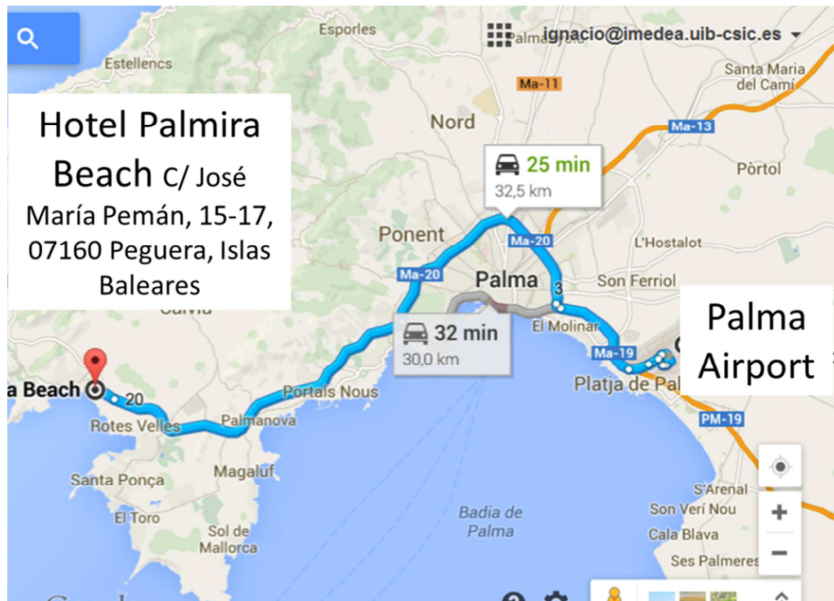 Esporles
Palmanyola
ignacio@imedea.uib-csic.es
Estellencs
Santa Maria
del Camí
Ma-11
Hotel Palmira
Beach C/ José
María Pemán, 15-17,
07160 Peguera, Islas
Baleares
Nord
Ma-13
25 min
32,5 km
Pòrtol
Ponent
Ma-20
L'Hostalot
Ma-20
Palma
Son Ferriol
3
Calvià
El Molinar
Palma
Airport
32 min
30,0 km
Ma-19
Platja de Pal
a Beach
20
Portals Nous
Rotes Velles
Palmanova
PM-19
Magaluf
Santa Ponça
S'Arenal
El Toro
Badia de
Palma
Son Verí Nou
Sol de
Mallorca
Cala Blava
Ses Palmeres